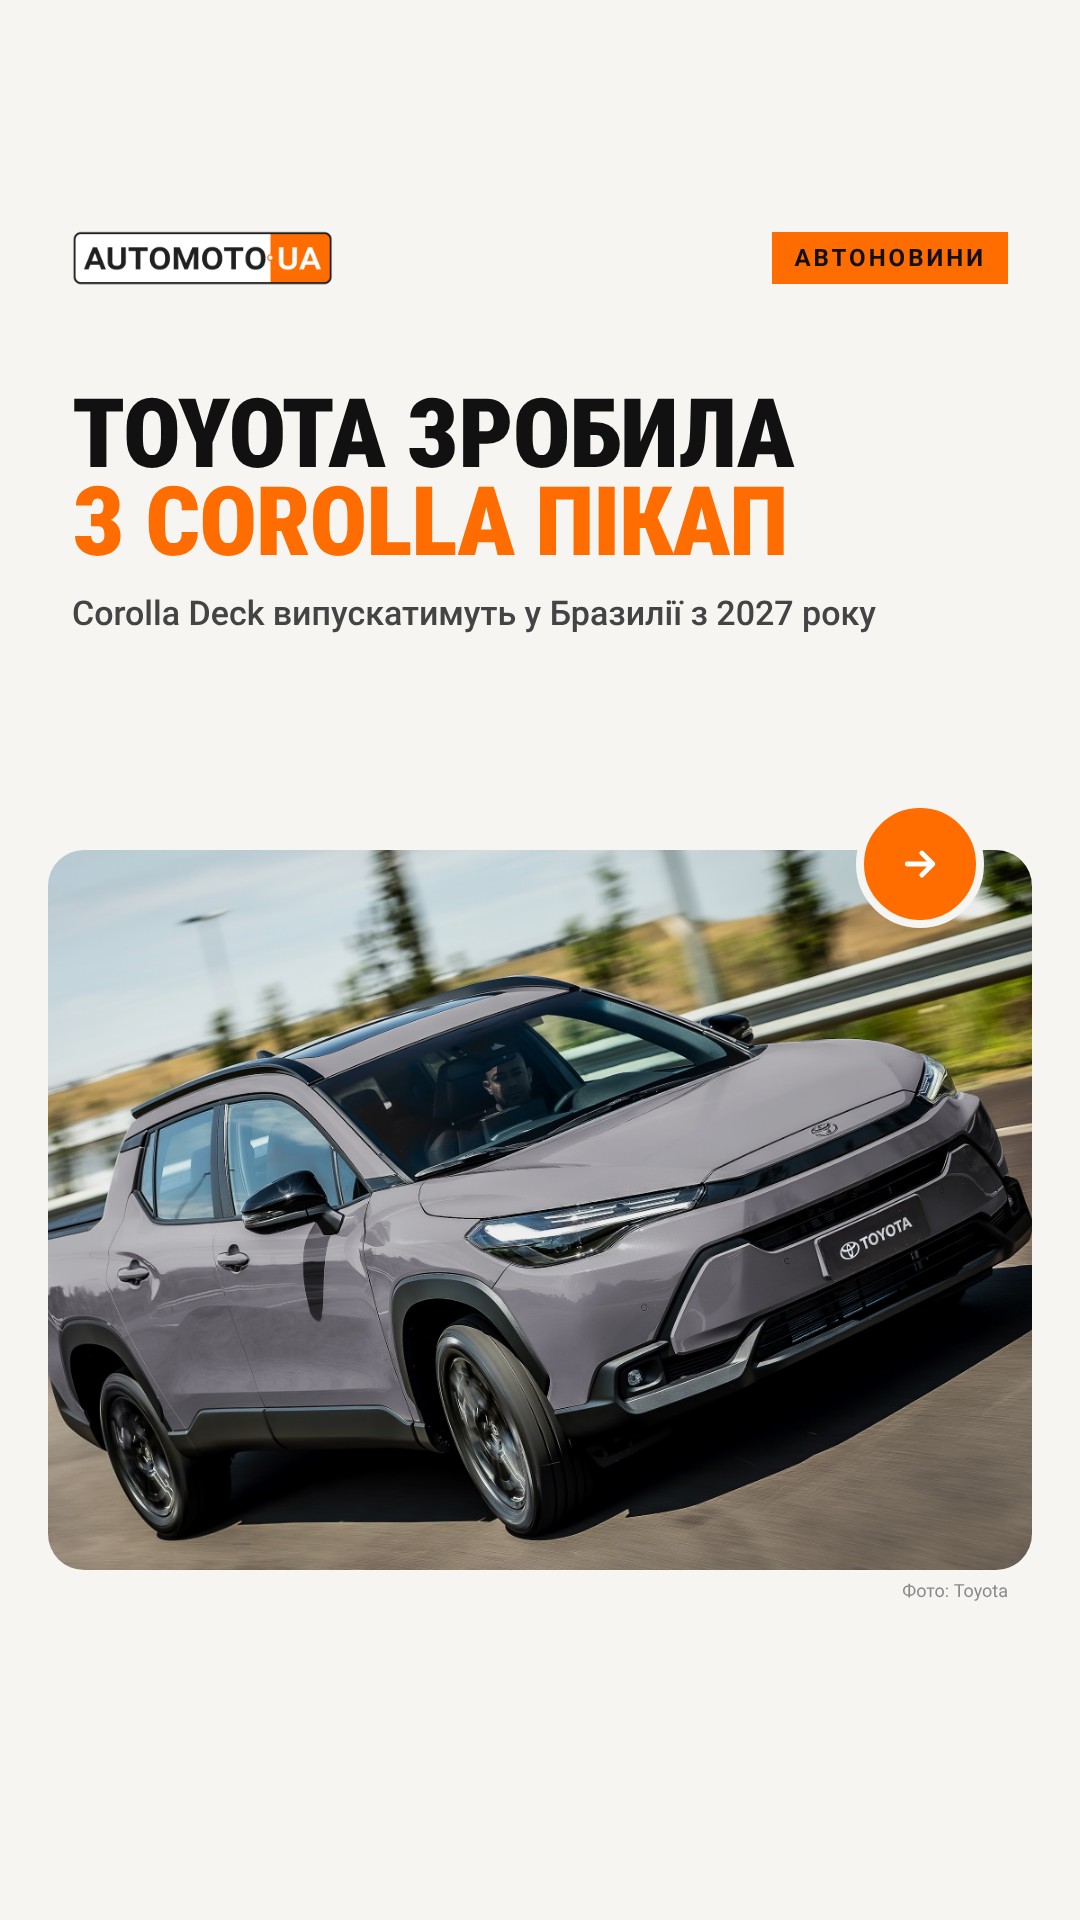 AUTOMOTO.UA
АВТОНОВИНИ
TOYOTA ЗРОБИЛА
З COROLLA ПІКАП
Corolla Deck випускатимуть у Бразилії з 2027 року
TOYOTA
Фото: Toyota